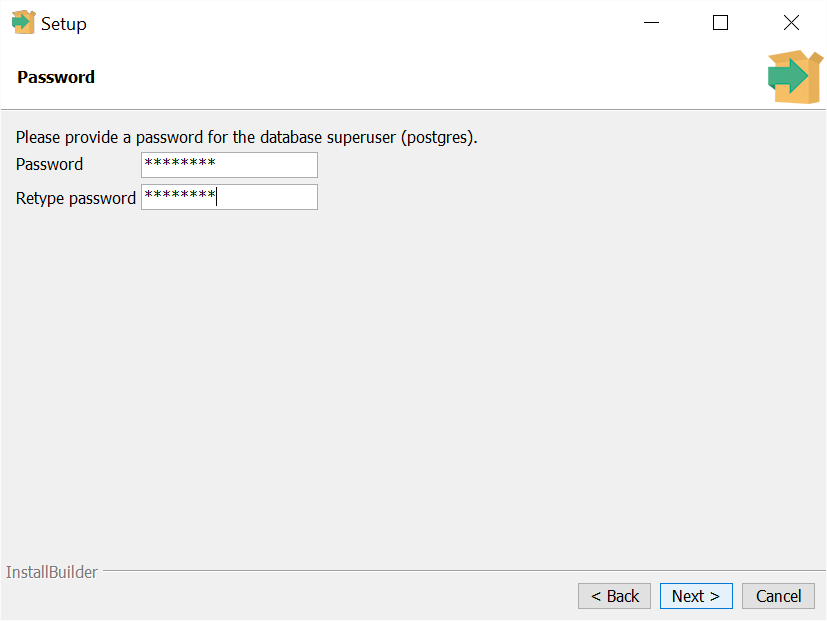 Setup
Password
Please provide a password for the database superuser (postgres).
Password ********
Retype password ********
InstallBuilder
< Back Next > Cancel